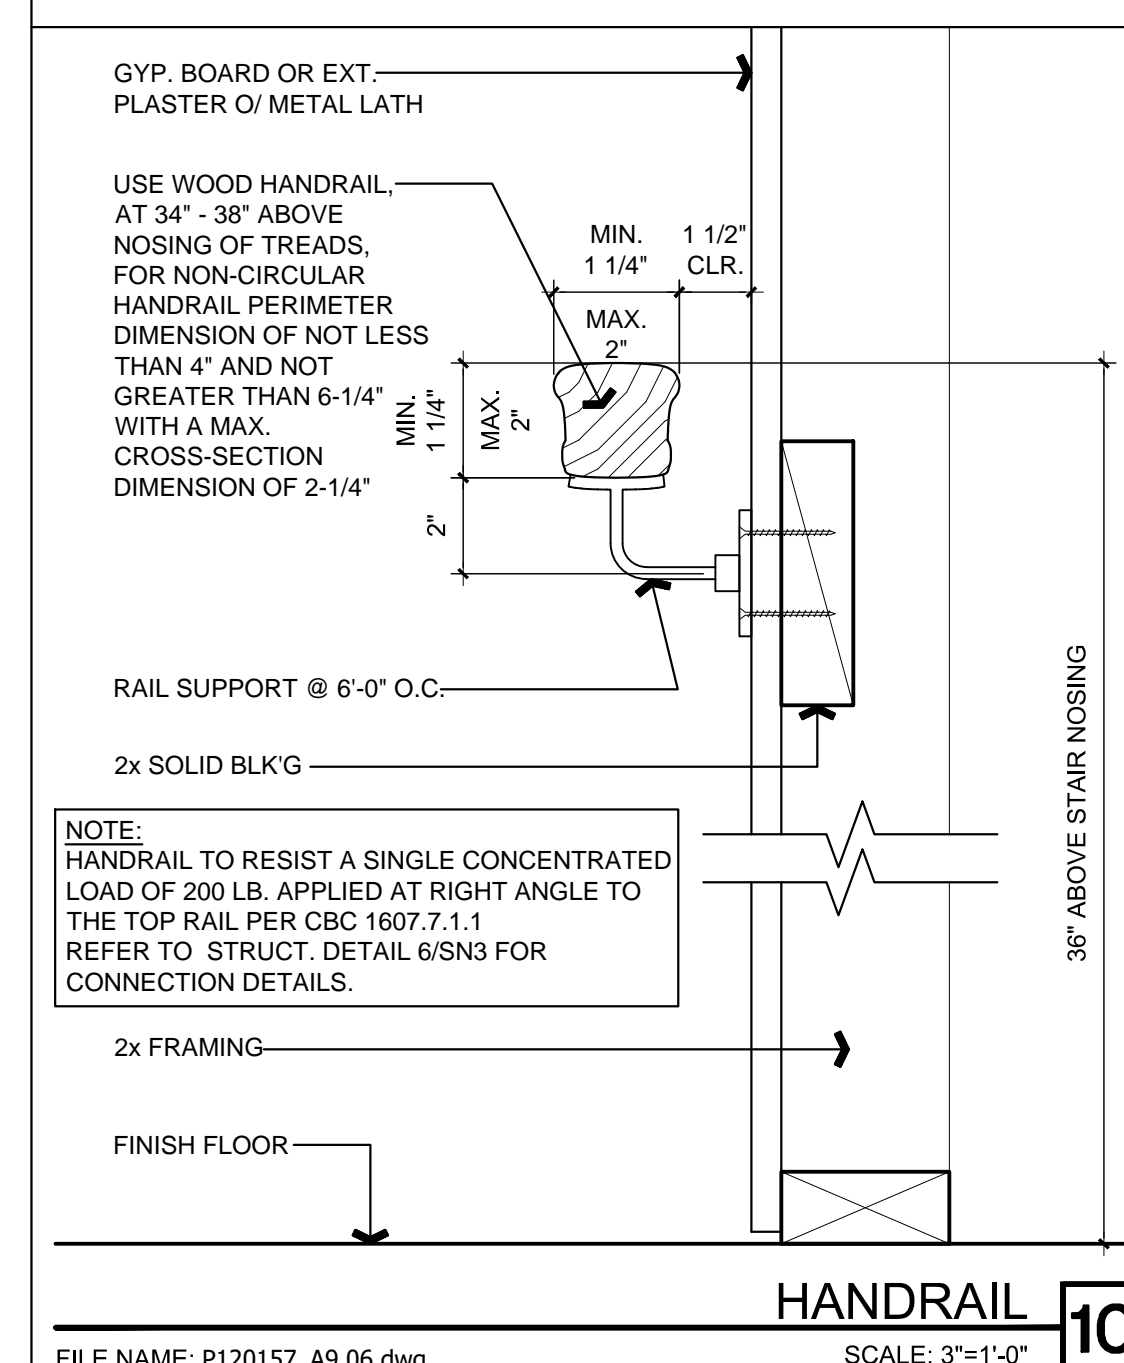 GYP. BOARD OR EXT.
PLASTER O/ METAL LATH
USE WOOD HANDRAIL,
AT 34" - 38" ABOVE
NOSING OF TREADS,
FOR NON-CIRCULAR
HANDRAIL PERIMETER
DIMENSION OF NOT LESS
THAN 4" AND NOT
GREATER THAN 6-1/4"
WITH A MAX.
CROSS-SECTION
DIMENSION OF 2-1/4"
MIN.
1 1/4"
1 1/2"
CLR.
MAX.
2"
MIN.
1 1/4"
MAX.
2"
2"
RAIL SUPPORT @ 6'-0" O.C.
2x SOLID BLK'G
36" ABOVE STAIR NOSING
NOTE:
HANDRAIL TO RESIST A SINGLE CONCENTRATED
LOAD OF 200 LB. APPLIED AT RIGHT ANGLE TO
THE TOP RAIL PER CBC 1607.7.1.1
REFER TO STRUCT. DETAIL 6/SN3 FOR
CONNECTION DETAILS.
2x FRAMING
FINISH FLOOR
HANDRAIL
SCALE: 3"=1'-0"
FILE NAME: P120157_A9.06.dwg